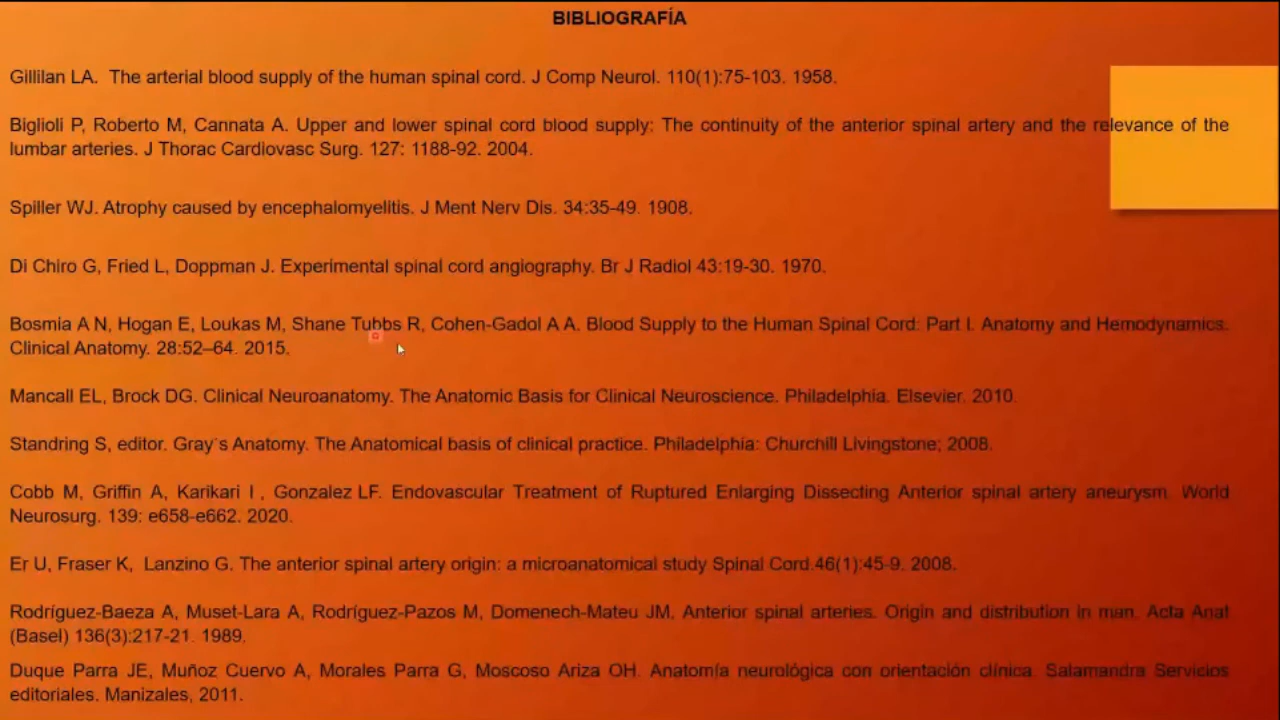 BIBLIOGRAFÍA
Gillilan LA. The arterial blood supply of the human spinal cord. J Comp Neurol. 110(1):75-103. 1958.
Biglioli P, Roberto M, Cannata A. Upper and lower spinal cord blood supply: The continuity of the anterior spinal artery and the relevance of the
lumbar arteries. J Thorac Cardiovasc Surg. 127: 1188-92. 2004.
Spiller WJ. Atrophy caused by encephalomyelitis. J Ment Nerv Dis. 34:35-49. 1908.
Di Chiro G, Fried L, Doppman J. Experimental spinal cord angiography. Br J Radiol 43:19-30. 1970.
Bosmia A N, Hogan E, Loukas M, Shane Tubbs R, Cohen-Gadol A A. Blood Supply to the Human Spinal Cord: Part I. Anatomy and Hemodynamics.
Clinical Anatomy. 28:52–64. 2015.
Mancall EL, Brock DG. Clinical Neuroanatomy. The Anatomic Basis for Clinical Neuroscience. Philadelphia. Elsevier. 2010.
Standring S, editor. Gray´s Anatomy. The Anatomical basis of clinical practice. Philadelphia: Churchill Livingstone; 2008.
Cobb M, Griffin A, Karikari I , Gonzalez LF. Endovascular Treatment of Ruptured Enlarging Dissecting Anterior spinal artery aneurysm. World
Neurosurg. 139: e658-e662. 2020.
Er U, Fraser K, Lanzino G. The anterior spinal artery origin: a microanatomical study Spinal Cord.46(1):45-9. 2008.
Rodríguez-Baeza A, Muset-Lara A, Rodríguez-Pazos M, Domenech-Mateu JM. Anterior spinal arteries. Origin and distribution in man. Acta Anat
(Basel) 136(3):217-21. 1989.
Duque Parra JE, Muñoz Cuervo A, Morales Parra G, Moscoso Ariza OH. Anatomía neurológica con orientación clínica. Salamandra Servicios
editoriales. Manizales, 2011.